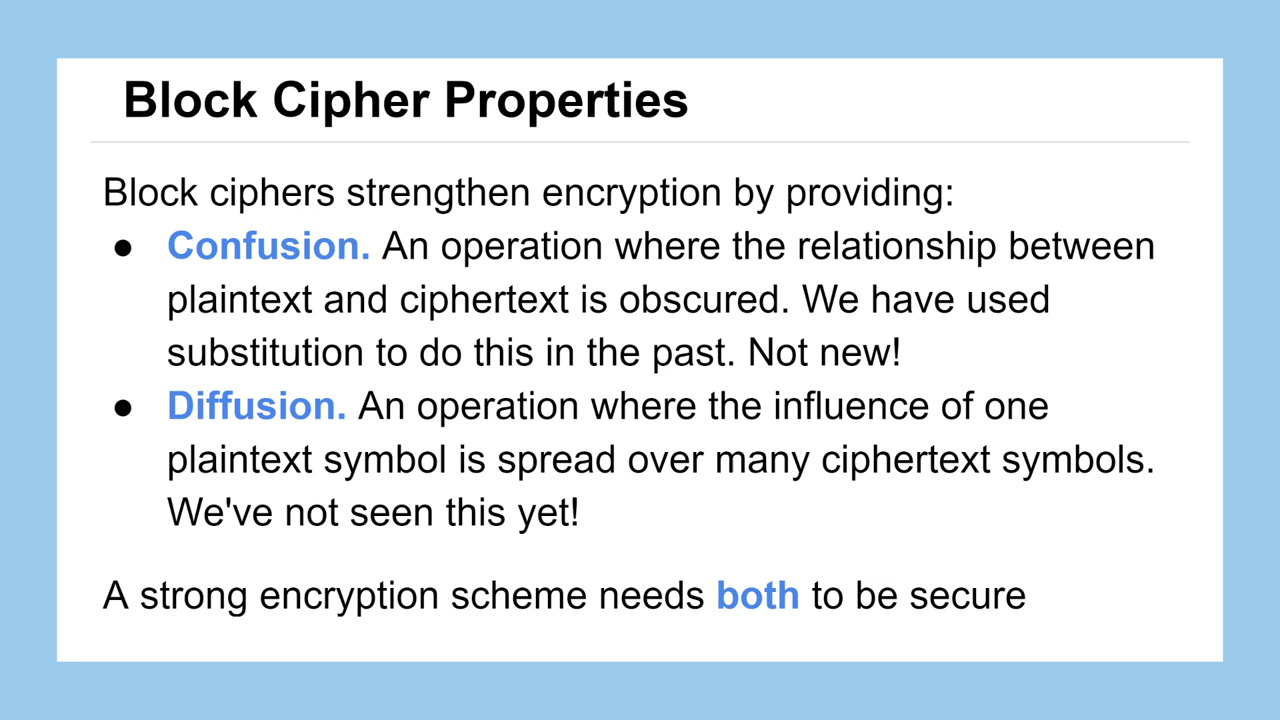 Block Cipher Properties
Block ciphers strengthen encryption by providing:
● Confusion. An operation where the relationship between
plaintext and ciphertext is obscured. We have used
substitution to do this in the past. Not new!
● Diffusion. An operation where the influence of one
plaintext symbol is spread over many ciphertext symbols.
We've not seen this yet!
A strong encryption scheme needs both to be secure